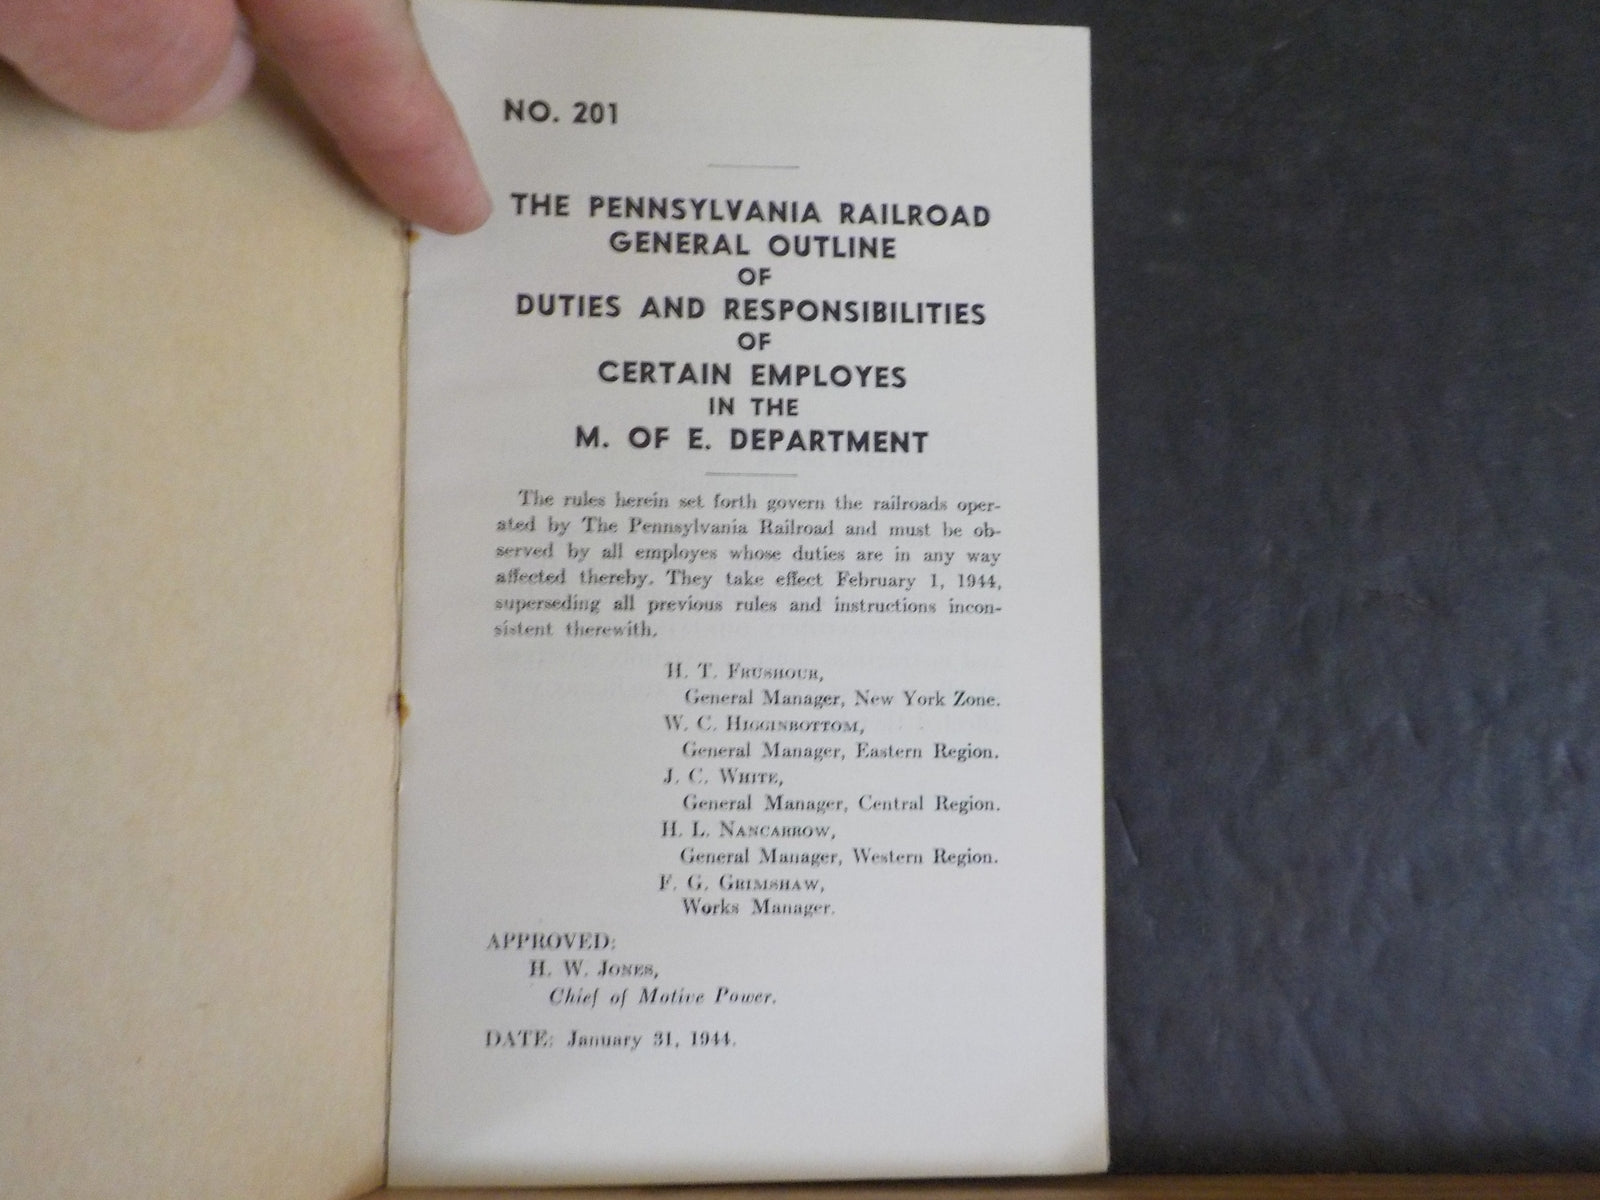 NO. 201
THE PENNSYLVANIA RAILROAD
GENERAL OUTLINE
OF
DUTIES AND RESPONSIBILITIES
OF
CERTAIN EMPLOYES
IN THE
M. OF E. DEPARTMENT
The rules herein set forth govern the railroads oper-
ated by The Pennsylvania Railroad and must be ob-
served by all employes whose duties are in any way
affected thereby. They take effect February 1, 1944,
superseding all previous rules and instructions incon-
sistent therewith.
H. T. FRUSHOUR,
General Manager, New York Zone.
W. C. HIGGINBOTTOM,
General Manager, Eastern Region.
J. C. WHITE,
General Manager, Central Region.
H. L. NANCARROW,
General Manager, Western Region.
F. G. GRIMSHAW,
Works Manager.
APPROVED:
H. W. JONES,
Chief of Motive Power.
DATE: January 31, 1944.